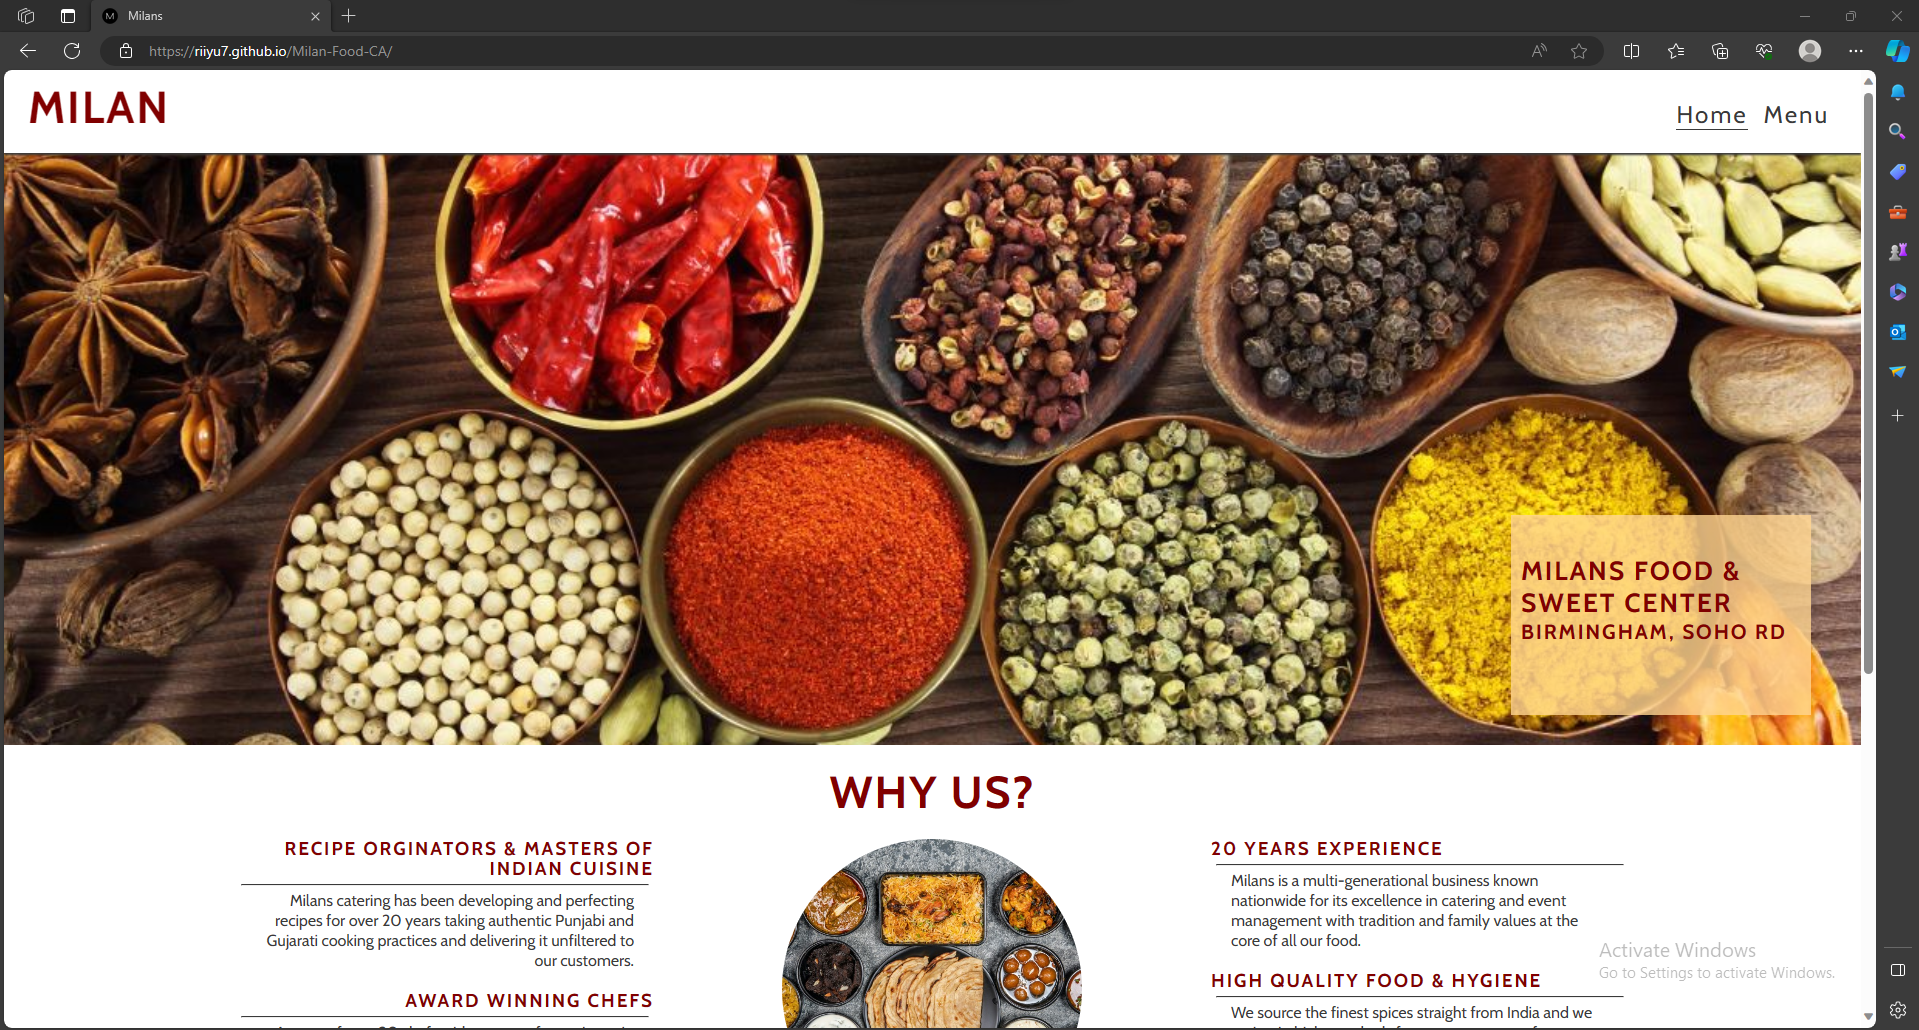 Milans
https://riiyu7.github.io/Milan-Food-CA/
MILAN
Home Menu
MILANS FOOD &
SWEET CENTER
BIRMINGHAM, SOHO RD
WHY US?
RECIPE ORGINATORS & MASTERS OF
INDIAN CUISINE
Milans catering has been developing and perfecting
recipes for over 20 years taking authentic Punjabi and
Gujarati cooking practices and delivering it unfiltered to
our customers.
AWARD WINNING CHEFS
20 YEARS EXPERIENCE
Milans is a multi-generational business known
nationwide for its excellence in catering and event
management with tradition and family values at the
core of all our food.
HIGH QUALITY FOOD & HYGIENE
We source the finest spices straight from India and we
Activate Windows
Go to Settings to activate Windows.